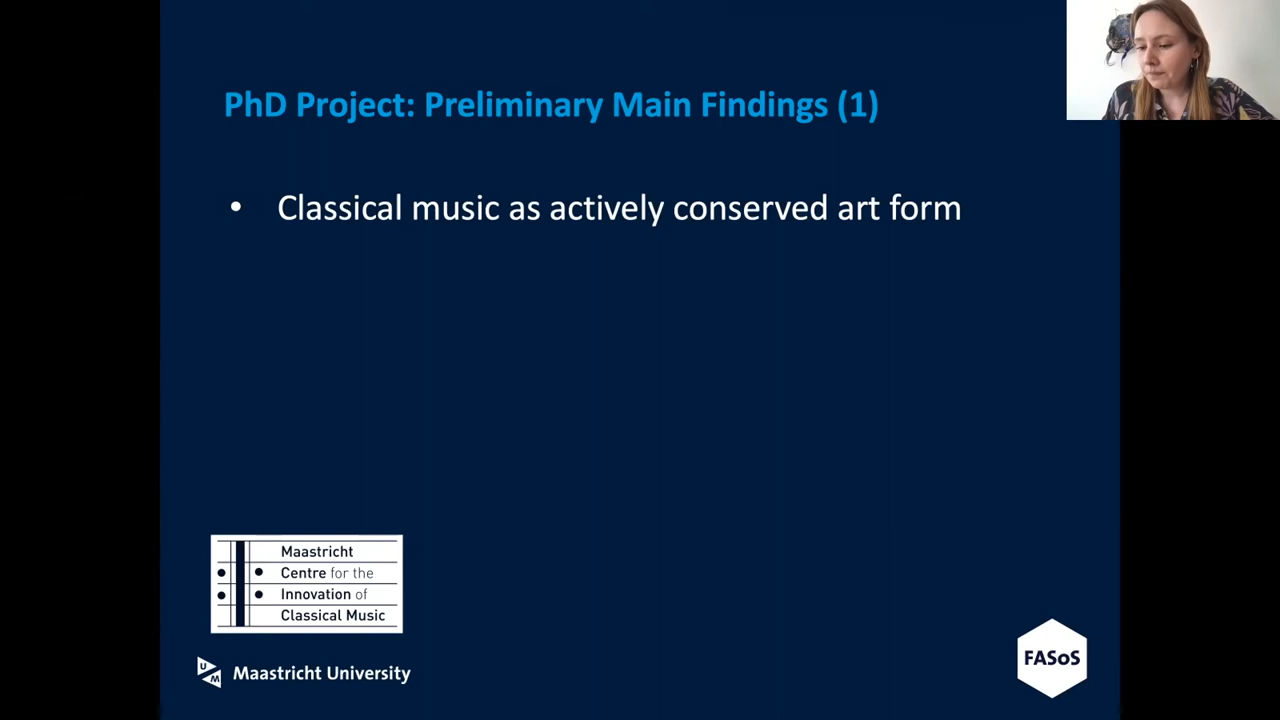 PhD Project: Preliminary Main Findings (1)
• Classical music as actively conserved art form
Maastricht
Centre for the
Innovation of
Classical Music
UM Maastricht University
FASoS